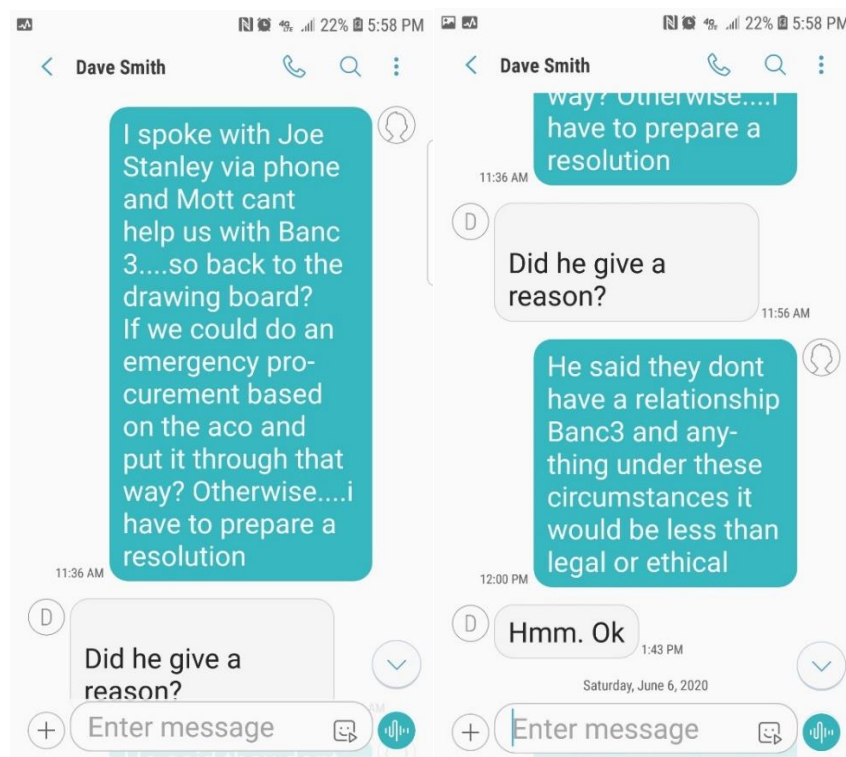 22% 5:58 PM
Dave Smith
I spoke with Joe
Stanley via phone
and Mott cant
help us with Banc
3....so back to the
drawing board?
If we could do an
emergency pro-
curement based
on the aco and
put it through that
way? Otherwise....i
have to prepare a
resolution
11:36 AM
D
Did he give a
reason?
Enter message
22% 5:58 PM
Dave Smith
way? Otherwise....i
have to prepare a
resolution
11:36 AM
D
Did he give a
reason?
11:56 AM
He said they dont
have a relationship
Banc3 and any-
thing under these
circumstances it
would be less than
legal or ethical
12:00 PM
D
Hmm. Ok
1:43 PM
Saturday, June 6, 2020
Enter message